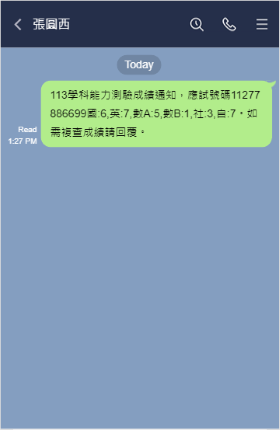 張圓西
Today
113學科能力測驗成績通知，應試號碼11277
886699國:6,英:7,數A:5,數B:1,社:3,自:7。如
需複查成績請回覆。
Read
1:27 PM